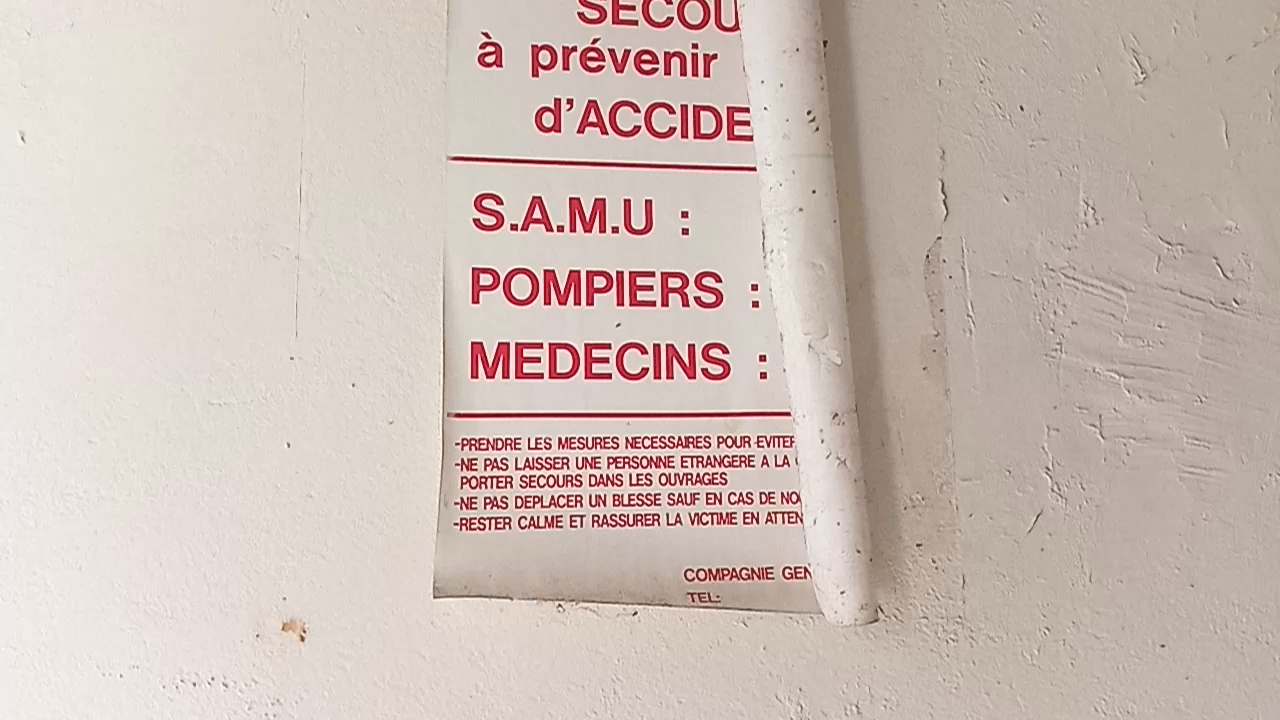 SECOU
à prévenir
d'ACCIDE
S.A.M.U :
POMPIERS :
MEDECINS :
-PRENDRE LES MESURES NECESSAIRES POUR EVITER
-NE PAS LAISSER UNE PERSONNE ETRANGERE A LA
PORTER SECOURS DANS LES OUVRAGES
-NE PAS DEPLACER UN BLESSE SAUF EN CAS DE NO
-RESTER CALME ET RASSURER LA VICTIME EN ATTEN
COMPAGNIE GEN
TEL: